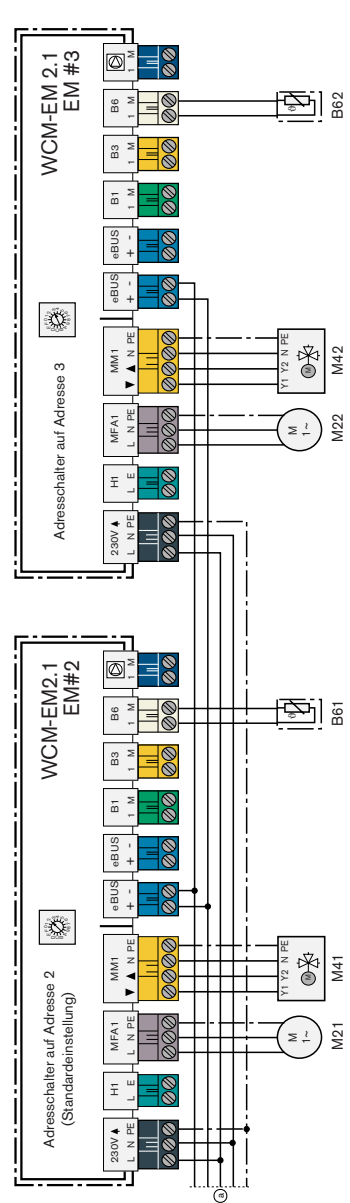 Adressschalter auf Adresse 2
(Standardeinstellung)
WCM-EM2.1
EM#2
230V
L N PE
H1
L E
MFA1
L N PE
MM1
▼ ▲ N PE
eBUS
+ -
eBUS
+ -
B1
1 M
B3
1 M
B6
1 M
1 M
Adressschalter auf Adresse 3
WCM-EM 2.1
EM #3
230V
L N PE
H1
L E
MFA1
L N PE
MM1
▼ ▲ N PE
eBUS
+ -
eBUS
+ -
B1
1 M
B3
1 M
B6
1 M
1 M
a
M
1~
M21
Y1 Y2 N PE
M
M41
ϑ
B61
M
1~
M22
Y1 Y2 N PE
M
M42
ϑ
B62